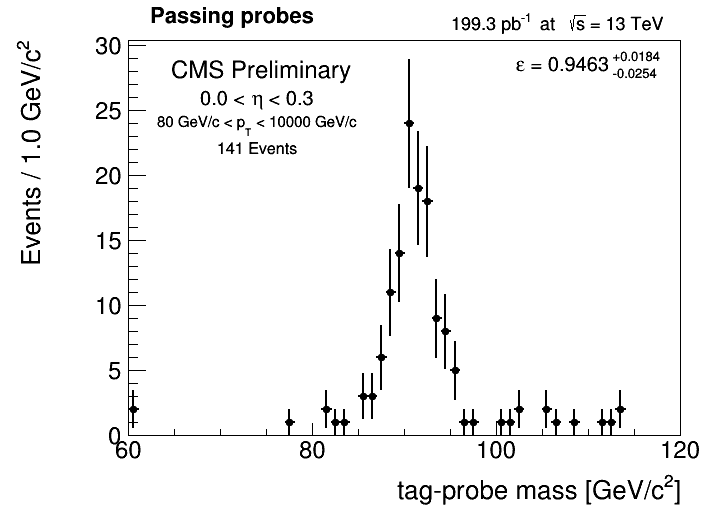 Passing probes
199.3 pb⁻¹ at √s = 13 TeV
CMS Preliminary
ε = 0.9463 +0.0184 -0.0254
0.0 < η < 0.3
80 GeV/c < p_T < 10000 GeV/c
141 Events
Events / 1.0 GeV/c²
30
25
20
15
10
5
0
60 80 100 120
tag-probe mass [GeV/c²]